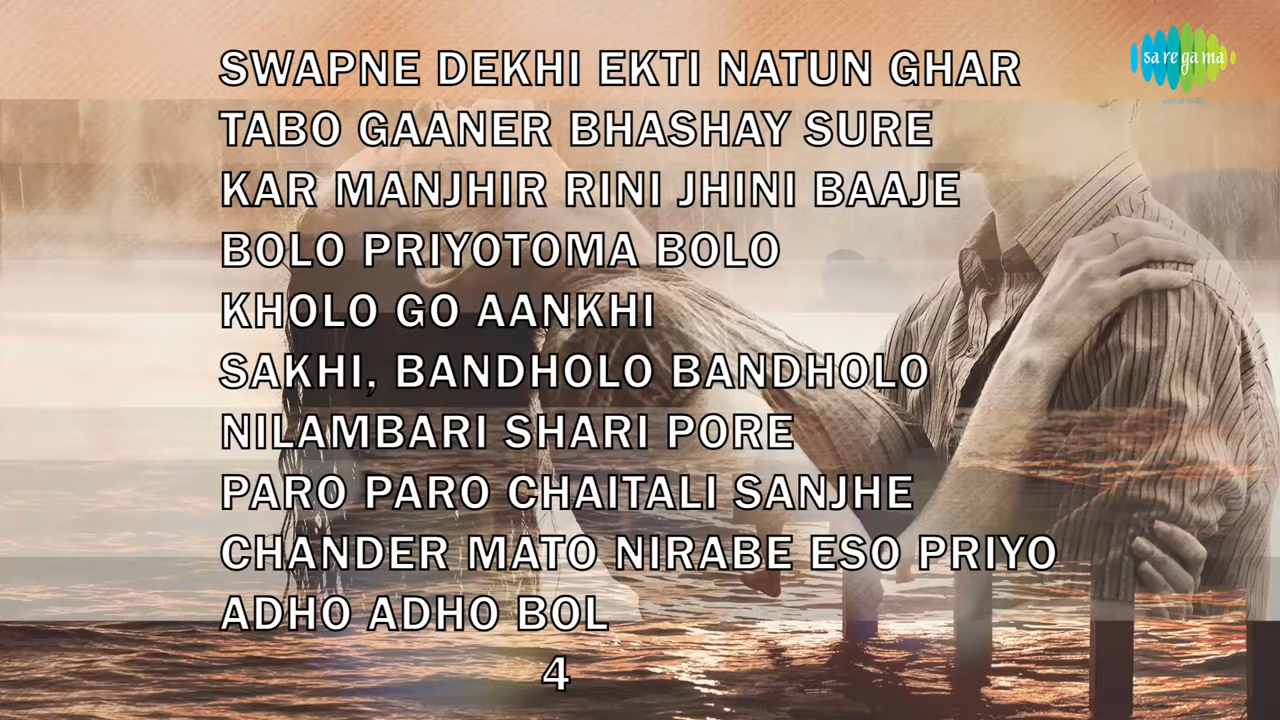 saregama
SWAPNE DEKHI EKTI NATUN GHAR
TABO GAANER BHASHAY SURE
KAR MANJHIR RINI JHINI BAAJE
BOLO PRIYOTOMA BOLO
KHOLO GO AANKHI
SAKHI, BANDHOLO BANDHOLO
NILAMBARI SHARI PORE
PARO PARO CHAITALI SANJHE
CHANDER MATO NIRABE ESO PRIYO
ADHO ADHO BOL
4